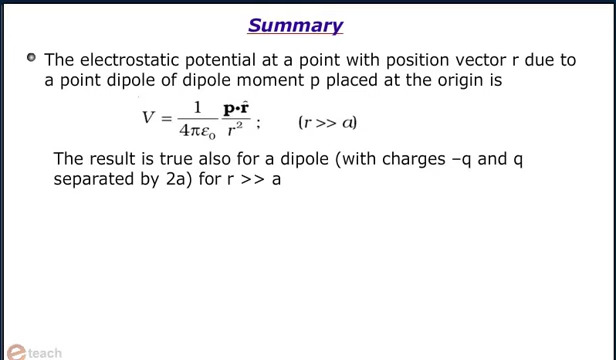 Summary
The electrostatic potential at a point with position vector r due to
a point dipole of dipole moment p placed at the origin is
V = 1/4πε₀ p·r̂/r² ; (r >> a)
The result is true also for a dipole (with charges –q and q
separated by 2a) for r >> a
e teach